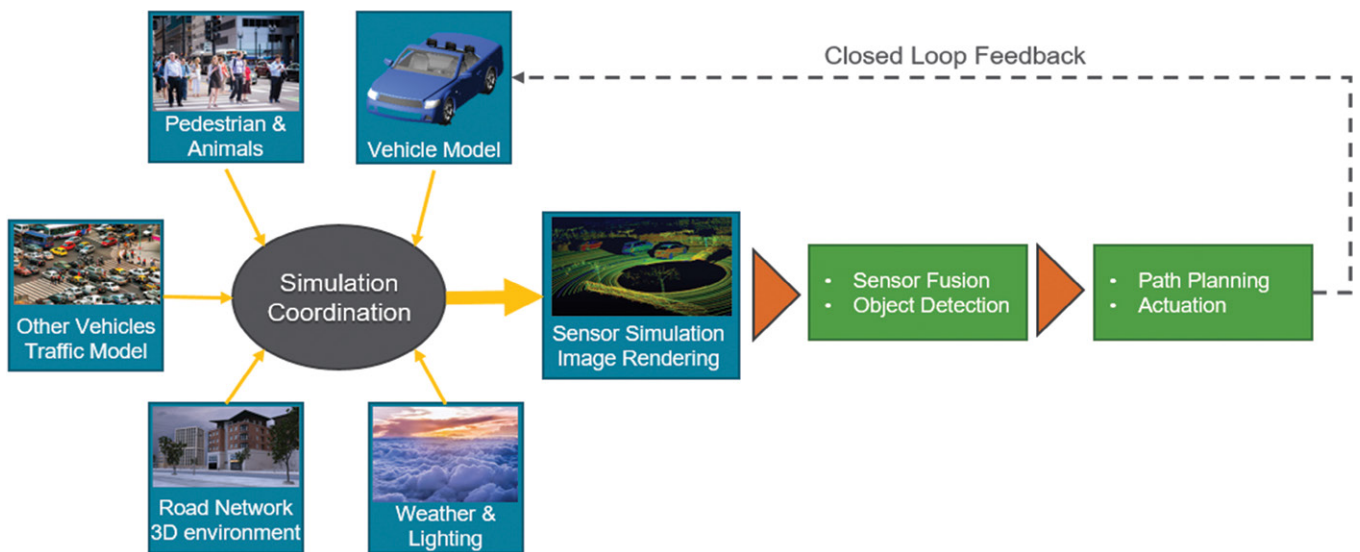 Closed Loop Feedback
Pedestrian &
Animals
Vehicle Model
Other Vehicles
Traffic Model
Simulation
Coordination
Sensor Simulation
Image Rendering
• Sensor Fusion
• Object Detection
• Path Planning
• Actuation
Road Network
3D environment
Weather &
Lighting